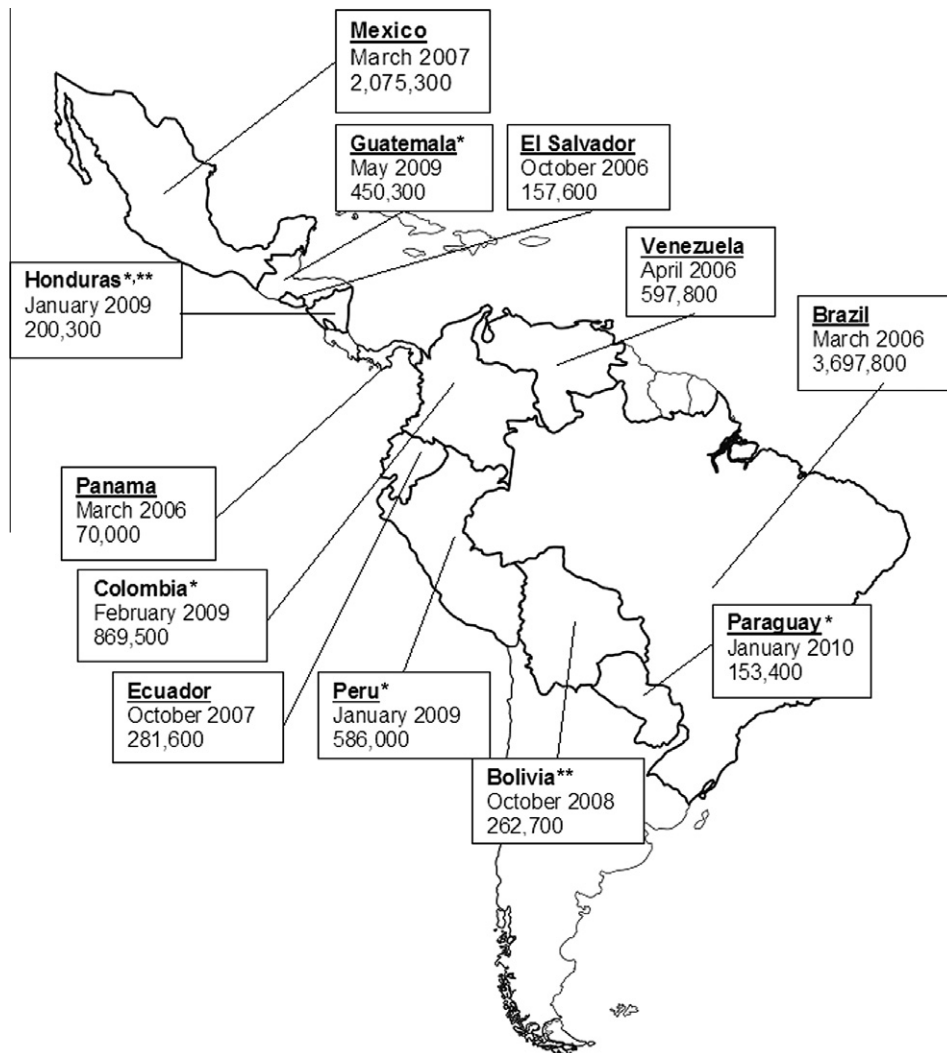 Mexico
March 2007
2,075,300
Guatemala*
May 2009
450,300
El Salvador
October 2006
157,600
Venezuela
April 2006
597,800
Honduras*,**
January 2009
200,300
Brazil
March 2006
3,697,800
Panama
March 2006
70,000
Colombia*
February 2009
869,500
Paraguay*
January 2010
153,400
Ecuador
October 2007
281,600
Peru*
January 2009
586,000
Bolivia**
October 2008
262,700